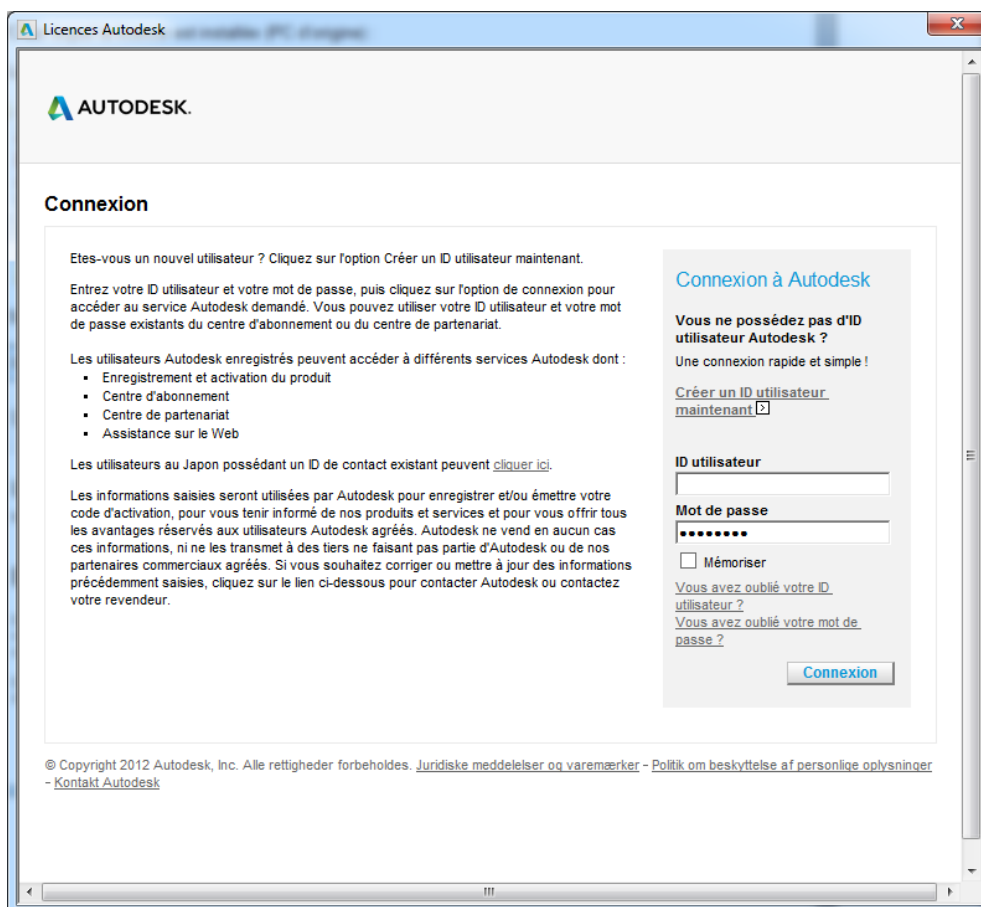 Licences Autodesk
AUTODESK.
Connexion
Etes-vous un nouvel utilisateur ? Cliquez sur l'option Créer un ID utilisateur maintenant.
Entrez votre ID utilisateur et votre mot de passe, puis cliquez sur l'option de connexion pour
accéder au service Autodesk demandé. Vous pouvez utiliser votre ID utilisateur et votre mot
de passe existants du centre d'abonnement ou du centre de partenariat.
Les utilisateurs Autodesk enregistrés peuvent accéder à différents services Autodesk dont :
▪ Enregistrement et activation du produit
▪ Centre d'abonnement
▪ Centre de partenariat
▪ Assistance sur le Web
Les utilisateurs au Japon possédant un ID de contact existant peuvent cliquer ici.
Les informations saisies seront utilisées par Autodesk pour enregistrer et/ou émettre votre
code d'activation, pour vous tenir informé de nos produits et services et pour vous offrir tous
les avantages réservés aux utilisateurs Autodesk agréés. Autodesk ne vend en aucun cas
ces informations, ni ne les transmet à des tiers ne faisant pas partie d'Autodesk ou de nos
partenaires commerciaux agréés. Si vous souhaitez corriger ou mettre à jour des informations
précédemment saisies, cliquez sur le lien ci-dessous pour contacter Autodesk ou contactez
votre revendeur.
Connexion à Autodesk
Vous ne possédez pas d'ID
utilisateur Autodesk ?
Une connexion rapide et simple !
Créer un ID utilisateur
maintenant
ID utilisateur
Mot de passe
••••••••
Mémoriser
Vous avez oublié votre ID
utilisateur ?
Vous avez oublié votre mot de
passe ?
Connexion
© Copyright 2012 Autodesk, Inc. Alle rettigheder forbeholdes. Juridiske meddelelser og varemærker - Politik om beskyttelse af personlige oplysninger
- Kontakt Autodesk